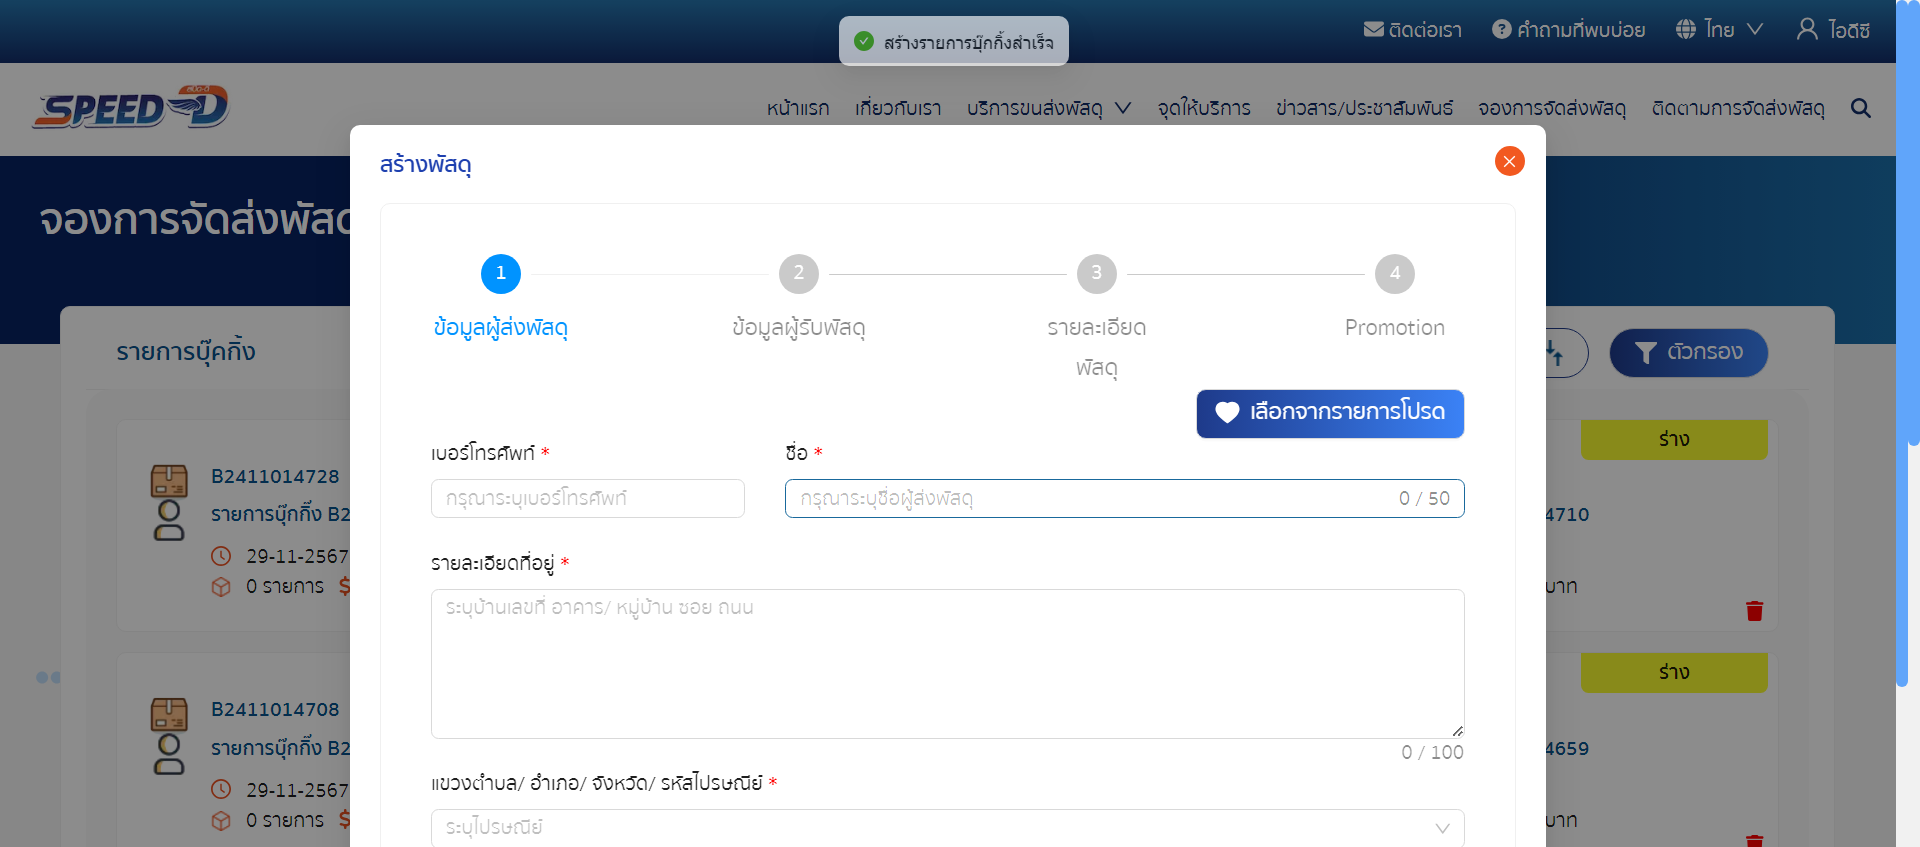 ติดต่อเรา
คำถามที่พบบ่อย
ไทย
ไอดีซี
สร้างรายการบุ๊กกิ้งสำเร็จ
สปีด-ดี
SPEED-D
หน้าแรก
เกี่ยวกับเรา
บริการขนส่งพัสดุ
จุดให้บริการ
ข่าวสาร/ประชาสัมพันธ์
จองการจัดส่งพัสดุ
ติดตามการจัดส่งพัสดุ
จองการจัดส่งพัสด
สร้างพัสดุ
1
2
3
4
ข้อมูลผู้ส่งพัสดุ
ข้อมูลผู้รับพัสดุ
รายละเอียด
พัสดุ
Promotion
รายการบุ๊คกิ้ง
ตัวกรอง
เลือกจากรายการโปรด
เบอร์โทรศัพท์ *
ชื่อ *
กรุณาระบุเบอร์โทรศัพท์
กรุณาระบุชื่อผู้ส่งพัสดุ
0 / 50
รายละเอียดที่อยู่ *
ระบุบ้านเลขที่ อาคาร/ หมู่บ้าน ซอย ถนน
0 / 100
แขวงตำบล/ อำเภอ/ จังหวัด/ รหัสไปรษณีย์ *
ระบุไปรษณีย์
B2411014728
รายการบุ๊กกิ้ง B2
29-11-2567
0 รายการ $
ร่าง
4710
บาท
B2411014708
รายการบุ๊กกิ้ง B2
29-11-2567
0 รายการ $
ร่าง
4659
บาท